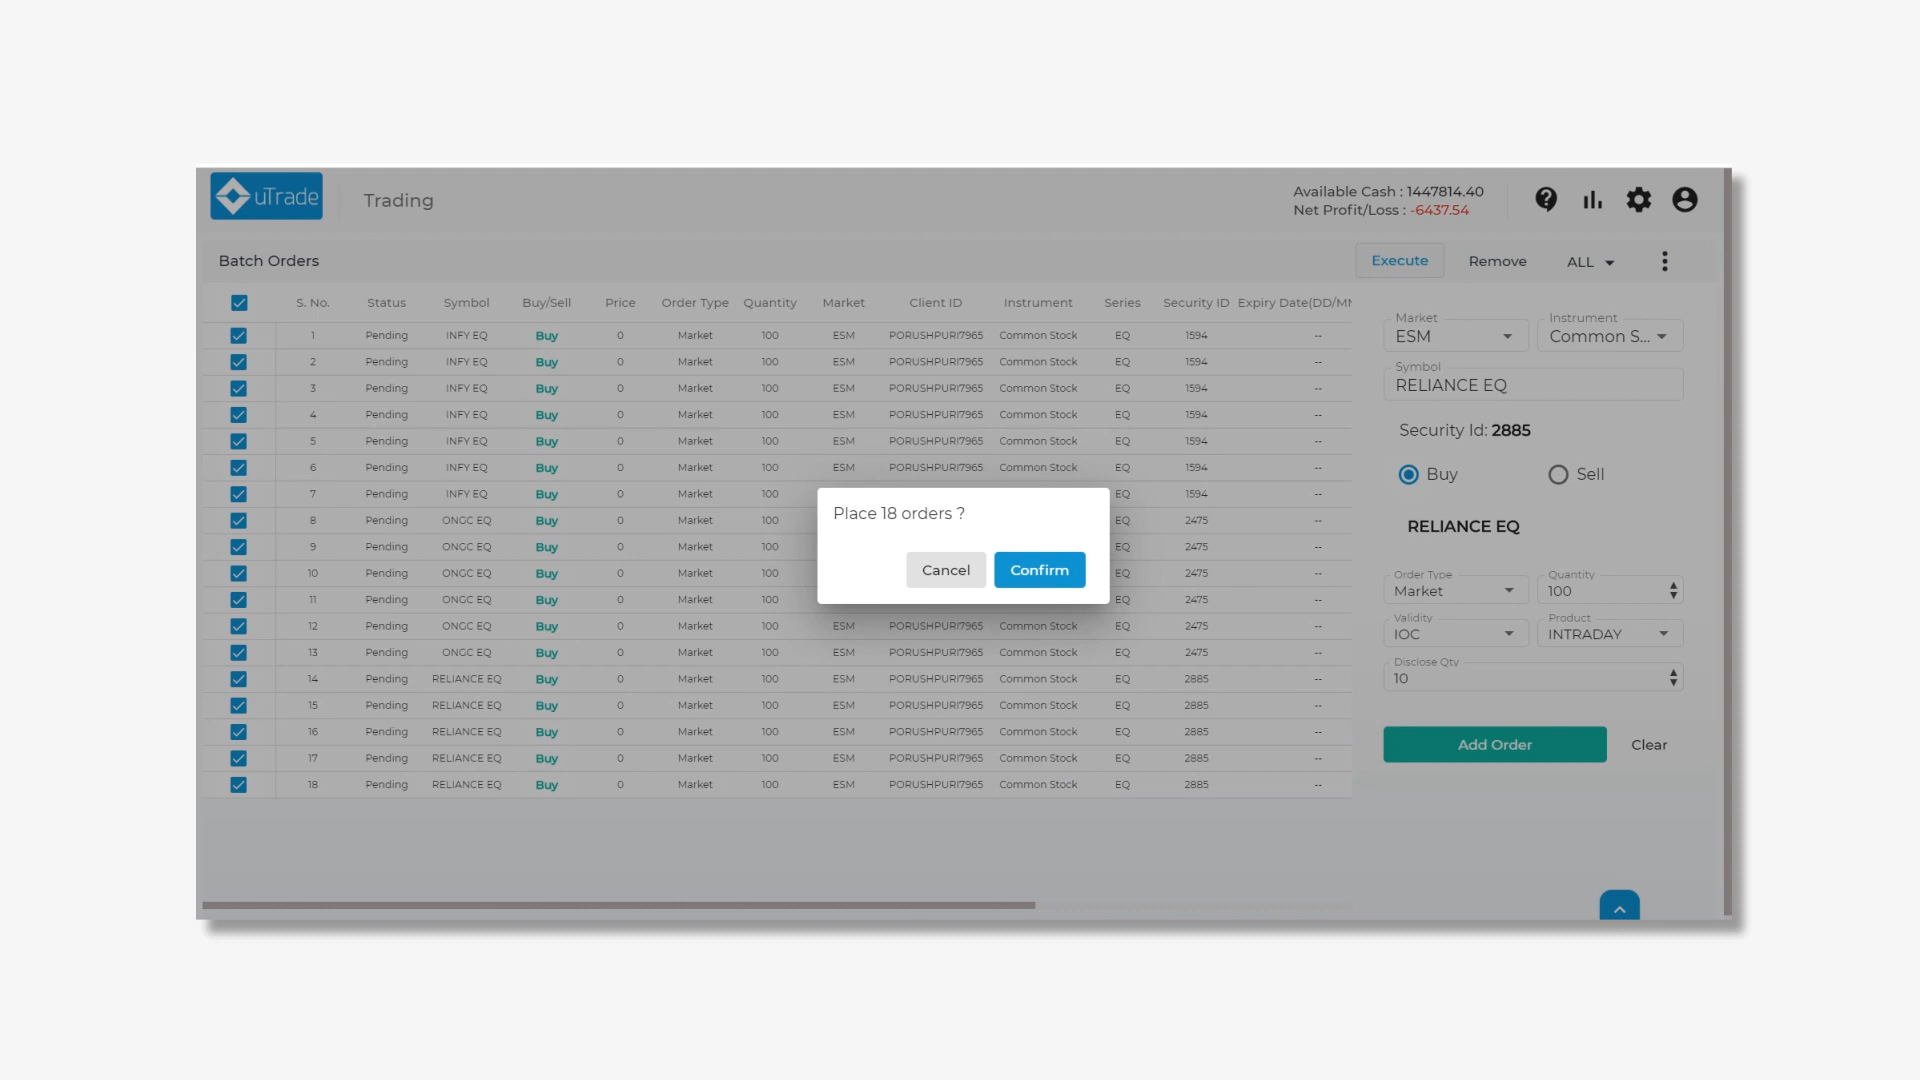 uTrade
Trading
Available Cash : 1447814.40
Net Profit/Loss : -6437.54
Batch Orders
Execute
Remove
ALL
S. No. Status Symbol Buy/Sell Price Order Type Quantity Market Client ID Instrument Series Security ID Expiry Date(DD/MM
1 Pending INFY EQ Buy 0 Market 100 ESM PORUSHPURI7965 Common Stock EQ 1594 --
2 Pending INFY EQ Buy 0 Market 100 ESM PORUSHPURI7965 Common Stock EQ 1594 --
3 Pending INFY EQ Buy 0 Market 100 ESM PORUSHPURI7965 Common Stock EQ 1594 --
4 Pending INFY EQ Buy 0 Market 100 ESM PORUSHPURI7965 Common Stock EQ 1594 --
5 Pending INFY EQ Buy 0 Market 100 ESM PORUSHPURI7965 Common Stock EQ 1594 --
6 Pending INFY EQ Buy 0 Market 100 ESM PORUSHPURI7965 Common Stock EQ 1594 --
7 Pending INFY EQ Buy 0 Market 100 EQ 1594 --
8 Pending ONGC EQ Buy 0 Market 100 EQ 2475 --
9 Pending ONGC EQ Buy 0 Market 100 EQ 2475 --
10 Pending ONGC EQ Buy 0 Market 100 EQ 2475 --
11 Pending ONGC EQ Buy 0 Market 100 EQ 2475 --
12 Pending ONGC EQ Buy 0 Market 100 ESM PORUSHPURI7965 Common Stock EQ 2475 --
13 Pending ONGC EQ Buy 0 Market 100 ESM PORUSHPURI7965 Common Stock EQ 2475 --
14 Pending RELIANCE EQ Buy 0 Market 100 ESM PORUSHPURI7965 Common Stock EQ 2885 --
15 Pending RELIANCE EQ Buy 0 Market 100 ESM PORUSHPURI7965 Common Stock EQ 2885 --
16 Pending RELIANCE EQ Buy 0 Market 100 ESM PORUSHPURI7965 Common Stock EQ 2885 --
17 Pending RELIANCE EQ Buy 0 Market 100 ESM PORUSHPURI7965 Common Stock EQ 2885 --
18 Pending RELIANCE EQ Buy 0 Market 100 ESM PORUSHPURI7965 Common Stock EQ 2885 --
Place 18 orders ?
Cancel
Confirm
Market
ESM
Instrument
Common S...
Symbol
RELIANCE EQ
Security Id: 2885
Buy
Sell
RELIANCE EQ
Order Type
Market
Quantity
100
Validity
IOC
Product
INTRADAY
Disclose Qty
10
Add Order
Clear